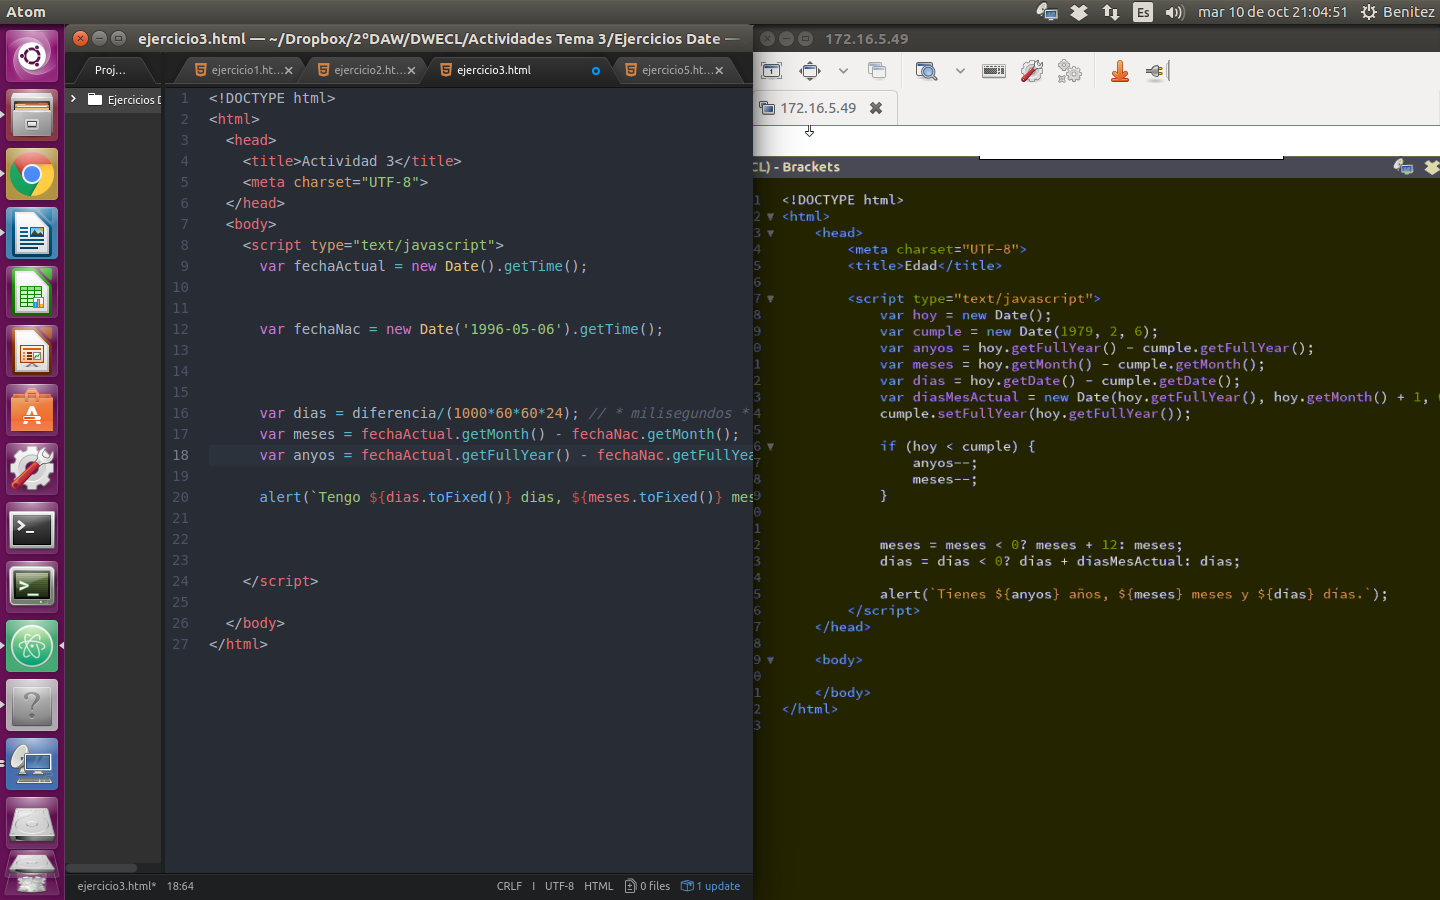 Atom
Es
mar 10 de oct 21:04:51
Benitez
ejercicio3.html — ~/Dropbox/2ºDAW/DWECL/Actividades Tema 3/Ejercicios Date —
172.16.5.49
Proj...
ejercicio1.ht...
ejercicio2.ht...
ejercicio3.html
ejercicio5.ht...
172.16.5.49
Ejercicios D
1 <!DOCTYPE html>
2 <html>
3 <head>
4 <title>Actividad 3</title>
5 <meta charset="UTF-8">
6 </head>
7 <body>
8 <script type="text/javascript">
9 var fechaActual = new Date().getTime();
10
11
12 var fechaNac = new Date('1996-05-06').getTime();
13
14
15
16 var dias = diferencia/(1000*60*60*24); // * milisegundos *
17 var meses = fechaActual.getMonth() - fechaNac.getMonth();
18 var anyos = fechaActual.getFullYear() - fechaNac.getFullYea
19
20 alert(`Tengo ${dias.toFixed()} dias, ${meses.toFixed()} mes
21
22
23
24 </script>
25
26 </body>
27 </html>
CL) - Brackets
1 <!DOCTYPE html>
2 <html>
3 <head>
4 <meta charset="UTF-8">
5 <title>Edad</title>
6
7 <script type="text/javascript">
8 var hoy = new Date();
9 var cumple = new Date(1979, 2, 6);
0 var anyos = hoy.getFullYear() - cumple.getFullYear();
1 var meses = hoy.getMonth() - cumple.getMonth();
2 var dias = hoy.getDate() - cumple.getDate();
3 var diasMesActual = new Date(hoy.getFullYear(), hoy.getMonth() + 1,
4 cumple.setFullYear(hoy.getFullYear());
5
6 if (hoy < cumple) {
7 anyos--;
8 meses--;
9 }
0
1
2 meses = meses < 0? meses + 12: meses;
3 dias = dias < 0? dias + diasMesActual: dias;
4
5 alert(`Tienes ${anyos} años, ${meses} meses y ${dias} días.`);
6 </script>
7 </head>
8
9 <body>
0
1 </body>
2 </html>
3
ejercicio3.html* 18:64
CRLF
UTF-8
HTML
0 files
1 update